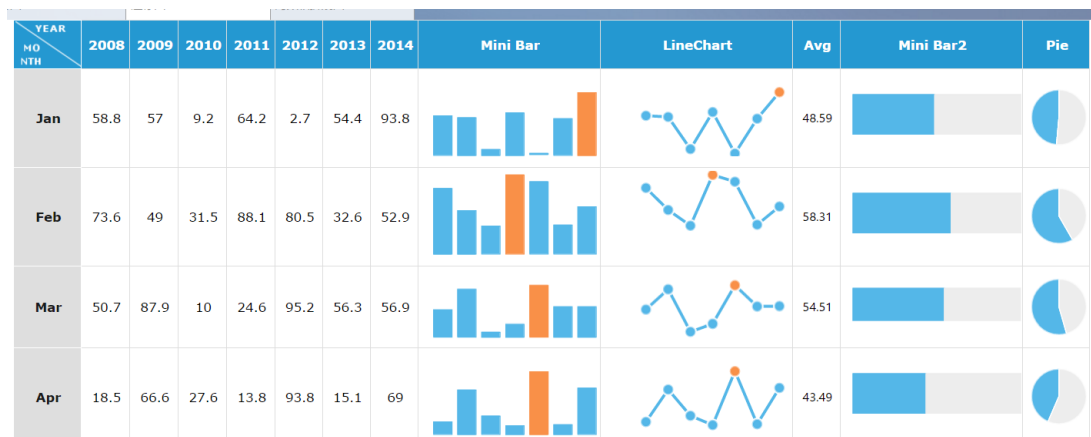 YEAR
MO
NTH
2008 2009 2010 2011 2012 2013 2014 Mini Bar LineChart Avg Mini Bar2 Pie
Jan 58.8 57 9.2 64.2 2.7 54.4 93.8 48.59
Feb 73.6 49 31.5 88.1 80.5 32.6 52.9 58.31
Mar 50.7 87.9 10 24.6 95.2 56.3 56.9 54.51
Apr 18.5 66.6 27.6 13.8 93.8 15.1 69 43.49